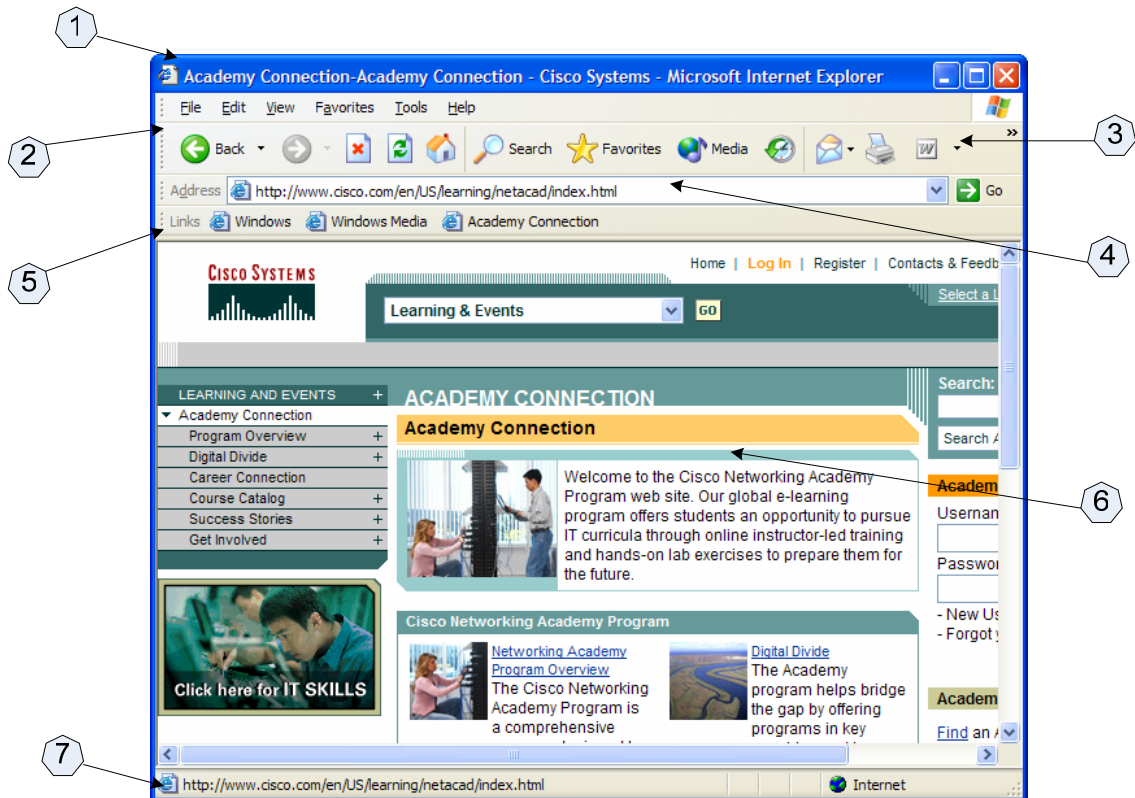 1
Academy Connection-Academy Connection - Cisco Systems - Microsoft Internet Explorer
File Edit View Favorites Tools Help
2
Back Search Favorites Media W »
3
Address http://www.cisco.com/en/US/learning/netacad/index.html Go
Links Windows Windows Media Academy Connection
4
5
CISCO SYSTEMS
Home | Log In | Register | Contacts & Feedb
Select a L
Learning & Events GO
LEARNING AND EVENTS +
Academy Connection
Program Overview +
Digital Divide +
Career Connection
Course Catalog +
Success Stories +
Get Involved +
Click here for IT SKILLS
ACADEMY CONNECTION
Academy Connection
Welcome to the Cisco Networking Academy
Program web site. Our global e-learning
program offers students an opportunity to pursue
IT curricula through online instructor-led training
and hands-on lab exercises to prepare them for
the future.
Cisco Networking Academy Program
Networking Academy
Program Overview
The Cisco Networking
Academy Program is
a comprehensive
Digital Divide
The Academy
program helps bridge
the gap by offering
programs in key
Search:
Search A
Academ
6
Usernan
Passwor
- New Us
- Forgot y
Academ
Find an A
7
http://www.cisco.com/en/US/learning/netacad/index.html Internet